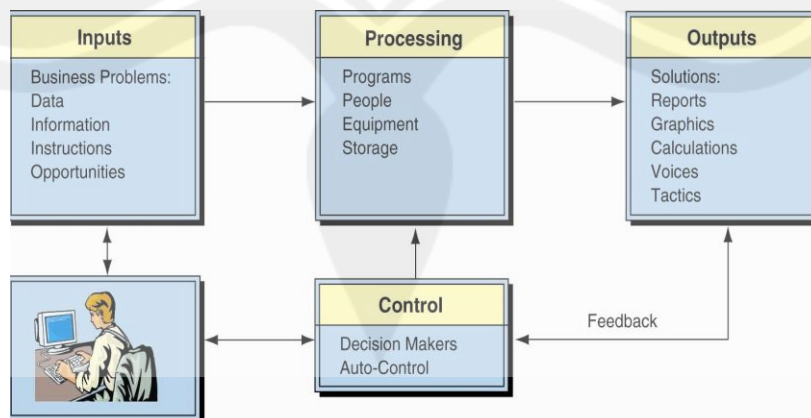 Inputs
Business Problems:
Data
Information
Instructions
Opportunities
Processing
Programs
People
Equipment
Storage
Outputs
Solutions:
Reports
Graphics
Calculations
Voices
Tactics
Control
Decision Makers
Auto-Control
Feedback